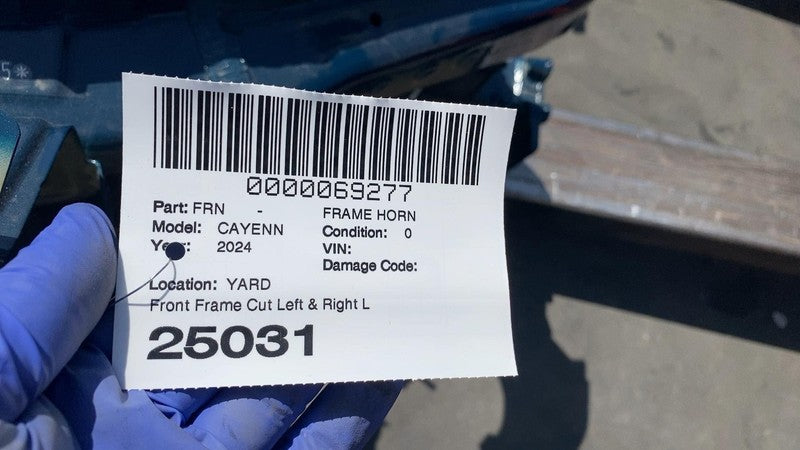 5*
0000069277
Part: FRN - FRAME HORN
Model: CAYENN Condition: 0
Year: 2024 VIN:
Damage Code:
Location: YARD
Front Frame Cut Left & Right L
25031